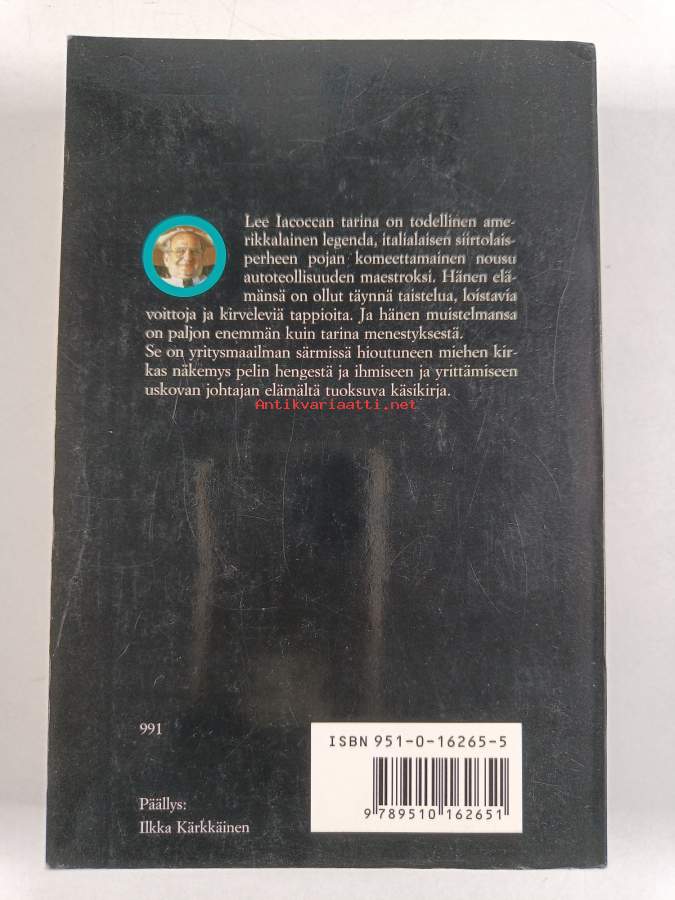 Lee Iacoccan tarina on todellinen ame-
rikkalainen legenda, italialaisen siirtolais-
perheen pojan komeettamainen nousu
autoteollisuuden maestroksi. Hänen elä-
mänsä on ollut täynnä taistelua, loistavia
voittoja ja kirveleviä tappioita. Ja hänen muistelmansa
on paljon enemmän kuin tarina menestyksestä.
Se on yritysmaailman särmissä hioutuneen miehen kir-
kas näkemys pelin hengestä ja ihmiseen ja yrittämiseen
uskovan johtajan elämältä tuoksuva käsikirja.
Antikvariaatti.net
991
ISBN 951-0-16265-5
9 789510 162651
Päällys:
Ilkka Kärkkäinen